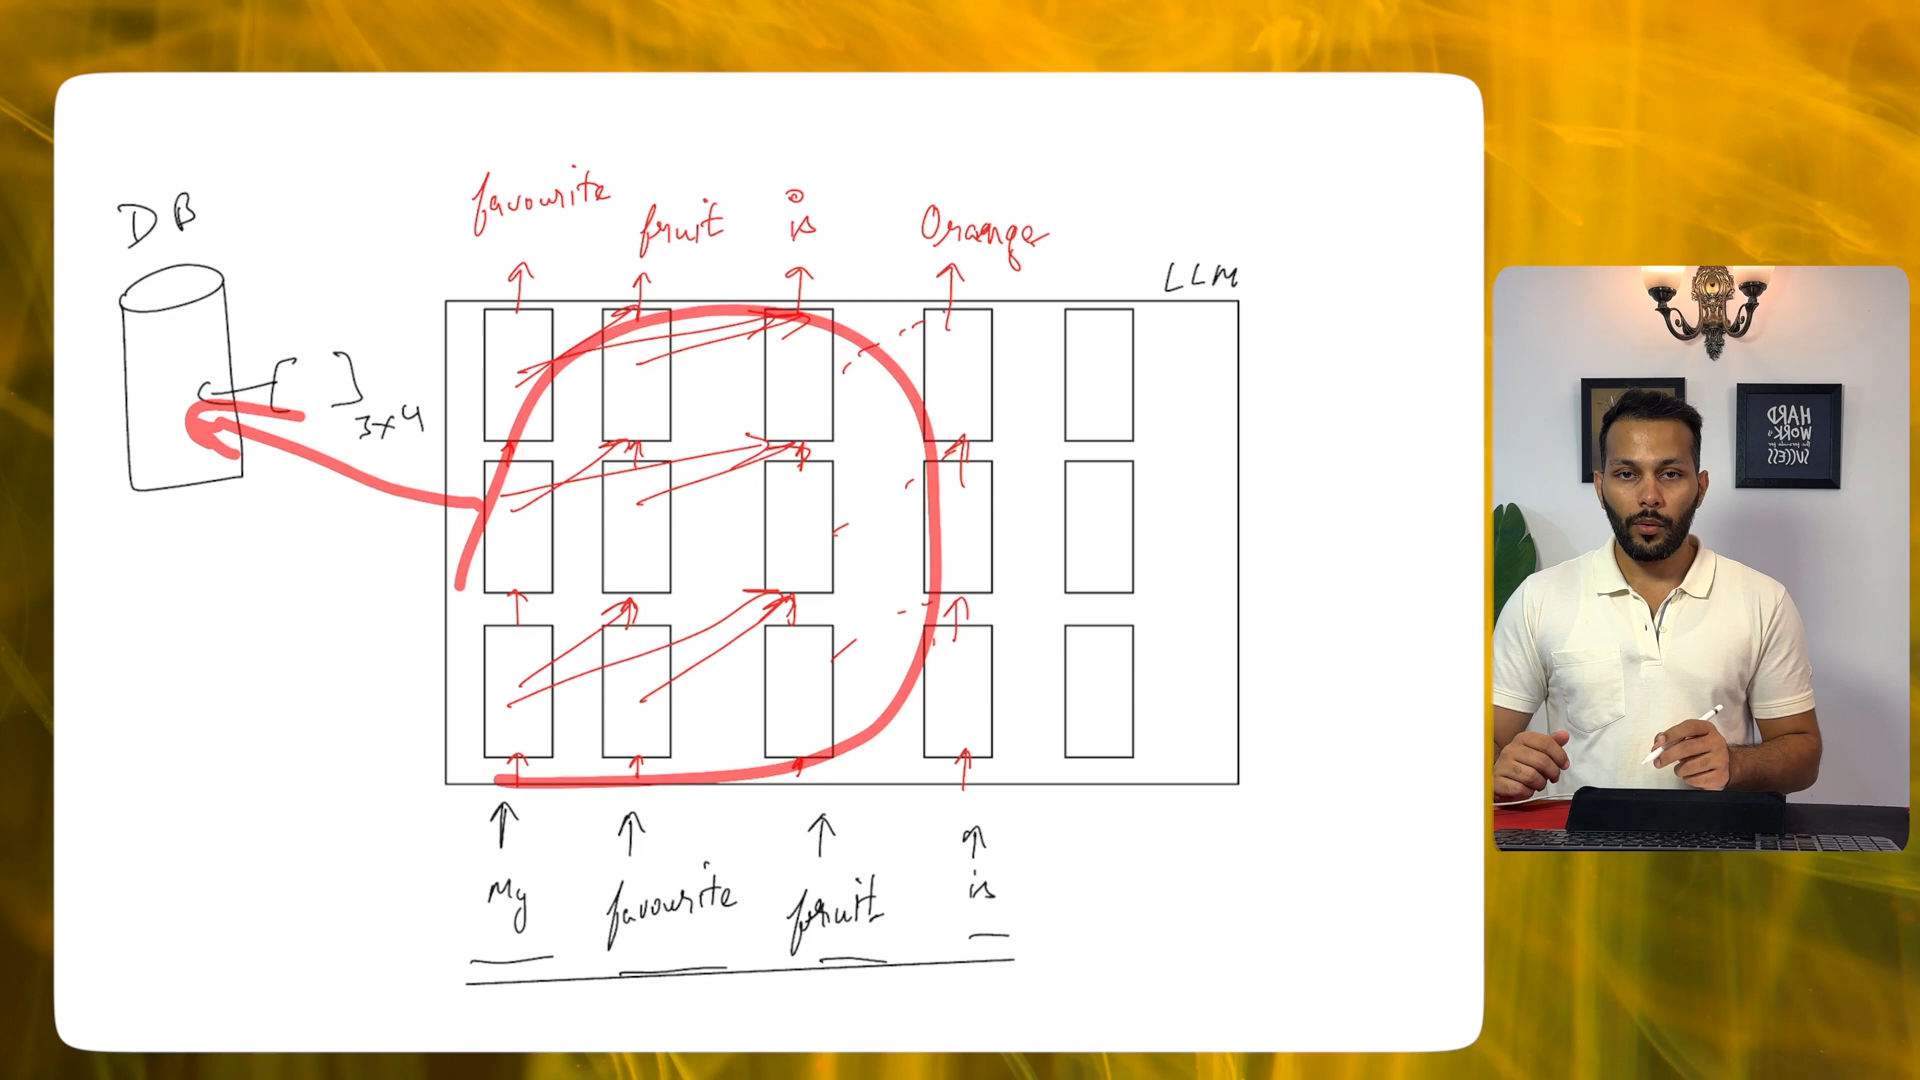 DB
favourite
fruit
is
Orange
LLM
[ ]3x4
My
favourite
fruit
is
HARD
WORK
SUCCESS